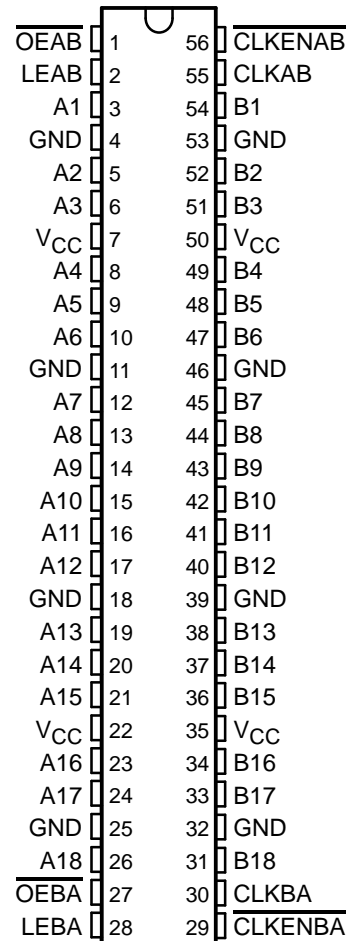 O̅E̅A̅B̅ 1 56 C̅L̅K̅E̅N̅A̅B̅
LEAB 2 55 CLKAB
A1 3 54 B1
GND 4 53 GND
A2 5 52 B2
A3 6 51 B3
VCC 7 50 VCC
A4 8 49 B4
A5 9 48 B5
A6 10 47 B6
GND 11 46 GND
A7 12 45 B7
A8 13 44 B8
A9 14 43 B9
A10 15 42 B10
A11 16 41 B11
A12 17 40 B12
GND 18 39 GND
A13 19 38 B13
A14 20 37 B14
A15 21 36 B15
VCC 22 35 VCC
A16 23 34 B16
A17 24 33 B17
GND 25 32 GND
A18 26 31 B18
O̅E̅B̅A̅ 27 30 CLKBA
LEBA 28 29 C̅L̅K̅E̅N̅B̅A̅